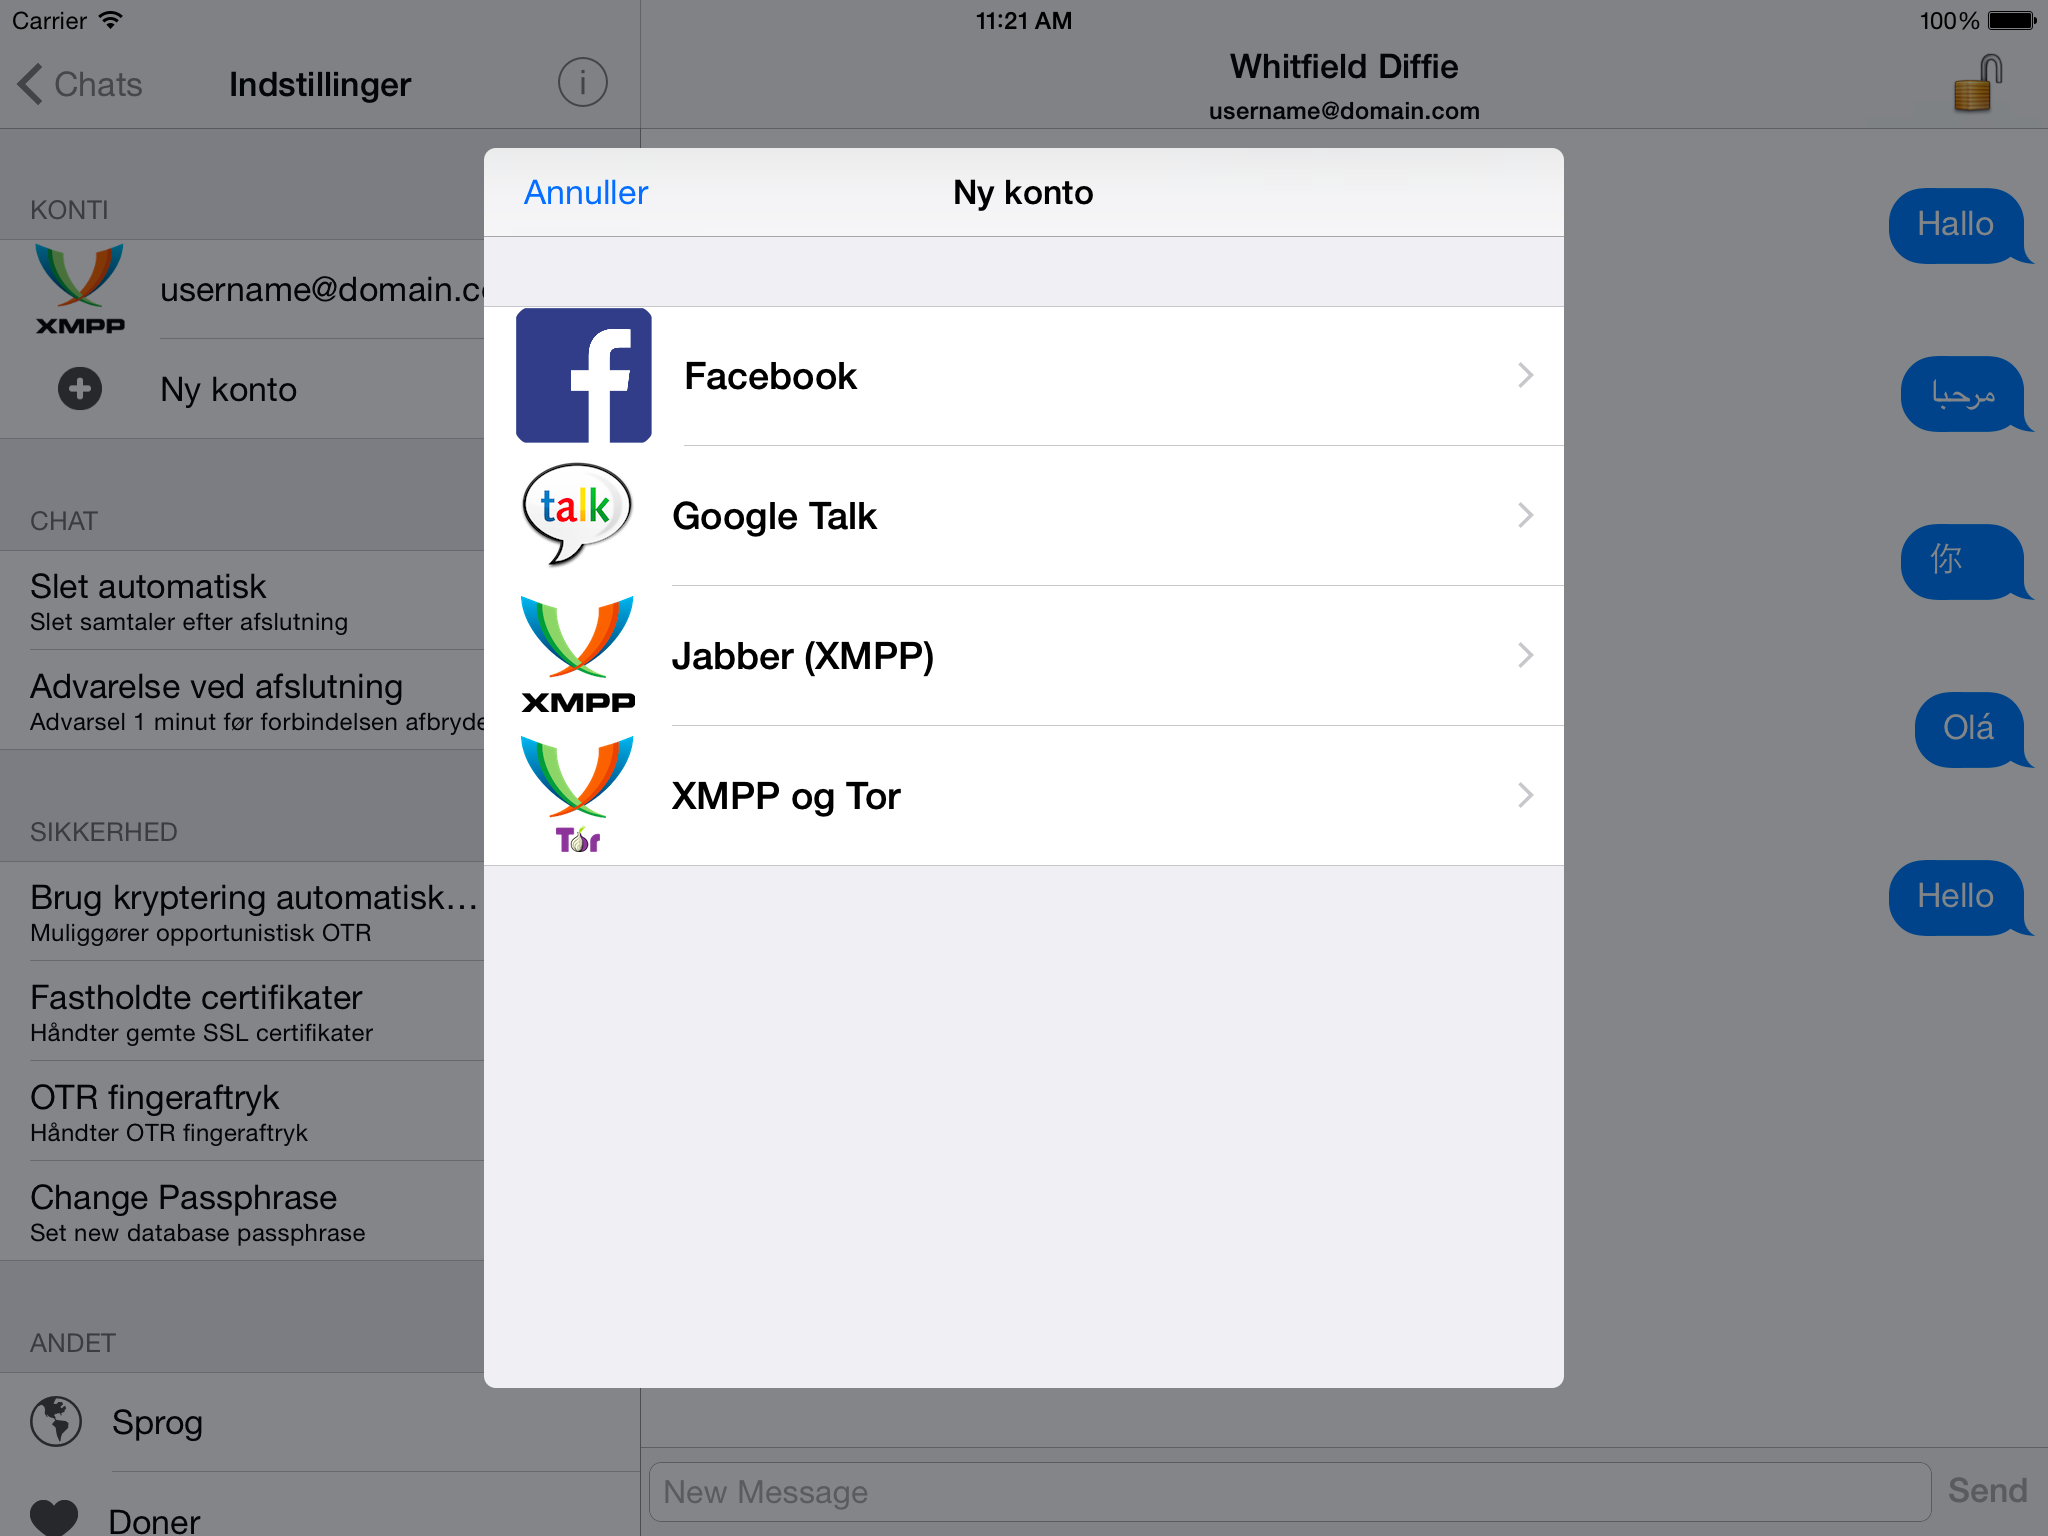 Carrier
11:21 AM
100%
Chats
Indstillinger
Whitfield Diffie
username@domain.com
KONTI
XMPP
username@domain.c
Ny konto
CHAT
Slet automatisk
Slet samtaler efter afslutning
Advarelse ved afslutning
Advarsel 1 minut før forbindelsen afbryde
SIKKERHED
Brug kryptering automatisk...
Muliggører opportunistisk OTR
Fastholdte certifikater
Håndter gemte SSL certifikater
OTR fingeraftryk
Håndter OTR fingeraftryk
Change Passphrase
Set new database passphrase
ANDET
Sprog
Doner
Annuller
Ny konto
Facebook
talk
Google Talk
XMPP
Jabber (XMPP)
Tor
XMPP og Tor
Hallo
مرحبا
你
Olá
Hello
New Message
Send